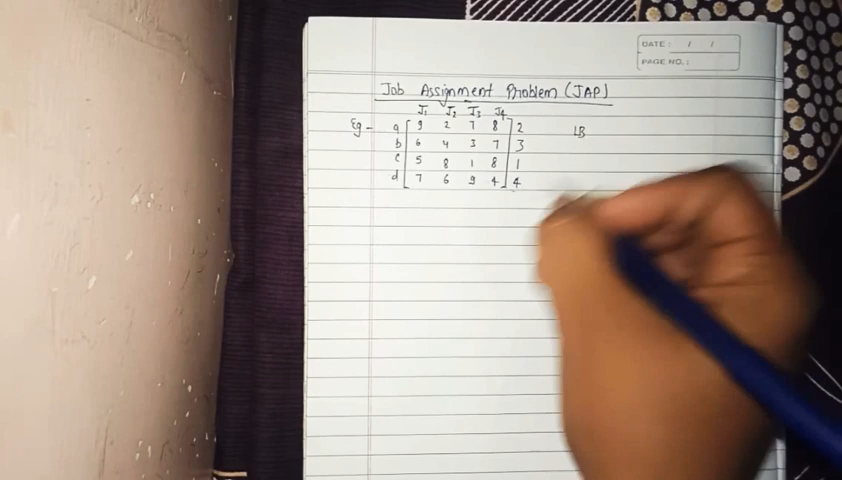 DATE: / /
PAGE NO.:
Job Assignment Problem (JAP)
J1 J2 J3 J4
Eg - a 9 2 7 8 2 LB
b 6 4 3 7 3
c 5 8 1 8 1
d 7 6 9 4 4